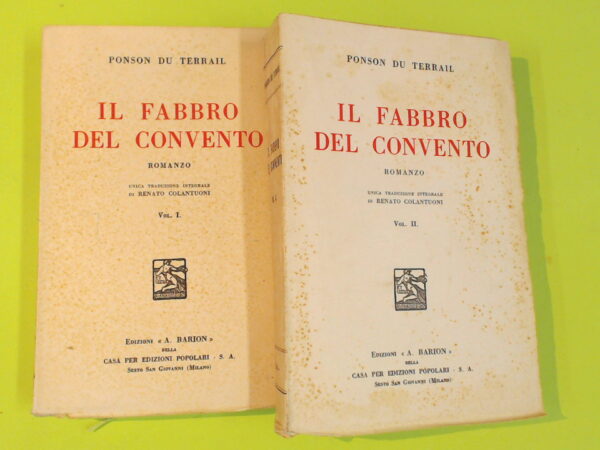 PONSON DU TERRAIL
IL FABBRO
DEL CONVENTO
ROMANZO
UNICA TRADUZIONE INTEGRALE
DI RENATO COLANTUONI
VOL. I.
EDIZIONI « A. BARION »
DELLA
CASA PER EDIZIONI POPOLARI - S. A.
SESTO SAN GIOVANNI (MILANO)
PONSON DU TERRAIL
IL FABBRO
DEL CONVENTO
ROMANZO
UNICA TRADUZIONE INTEGRALE
DI RENATO COLANTUONI
VOL. II.
EDIZIONI « A. BARION »
DELLA
CASA PER EDIZIONI POPOLARI - S. A.
SESTO SAN GIOVANNI (MILANO)